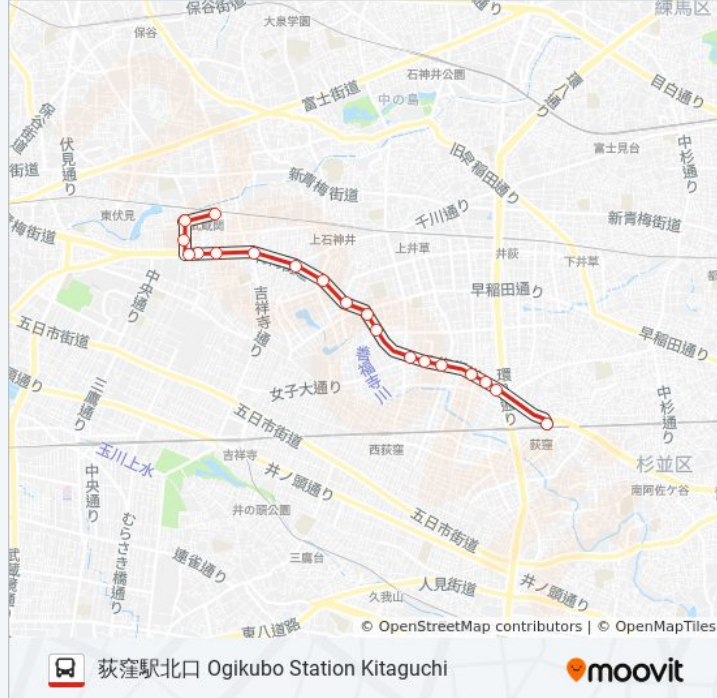 保谷街道
練馬区
大泉学園
保谷
石神井公園
目白通り
環八通り
富士街道
中の島
保谷街道
伏見通り
旧早稲田通り
富士見台
中杉通り
街道
新青梅街道
東伏見
千川通り
新青梅街道
武蔵関
上石神井
上井草
井荻
下井草
中央通り
吉祥寺通り
早稲田通り
五日市街道
善福寺川
早稲田通り
三鷹通り
女子大通り
中杉通り
五日市街道
荻窪
玉川上水
吉祥寺
西荻窪
杉並区
中央通り
井ノ頭通り
南阿佐ケ谷
井の頭公園
むらさき橋通り
五日市街道
連雀通り
三鷹台
人見街道
井ノ頭通り
久我山
東八道路
© OpenStreetMap contributors | © OpenMapTiles
荻窪駅北口 Ogikubo Station Kitaguchi
moovit